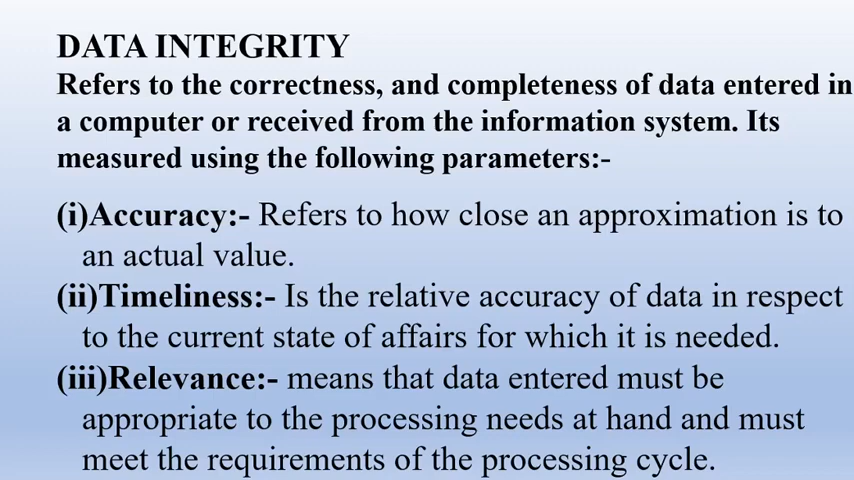 DATA INTEGRITY
Refers to the correctness, and completeness of data entered in
a computer or received from the information system. Its
measured using the following parameters:-
(i)Accuracy:- Refers to how close an approximation is to
an actual value.
(ii)Timeliness:- Is the relative accuracy of data in respect
to the current state of affairs for which it is needed.
(iii)Relevance:- means that data entered must be
appropriate to the processing needs at hand and must
meet the requirements of the processing cycle.